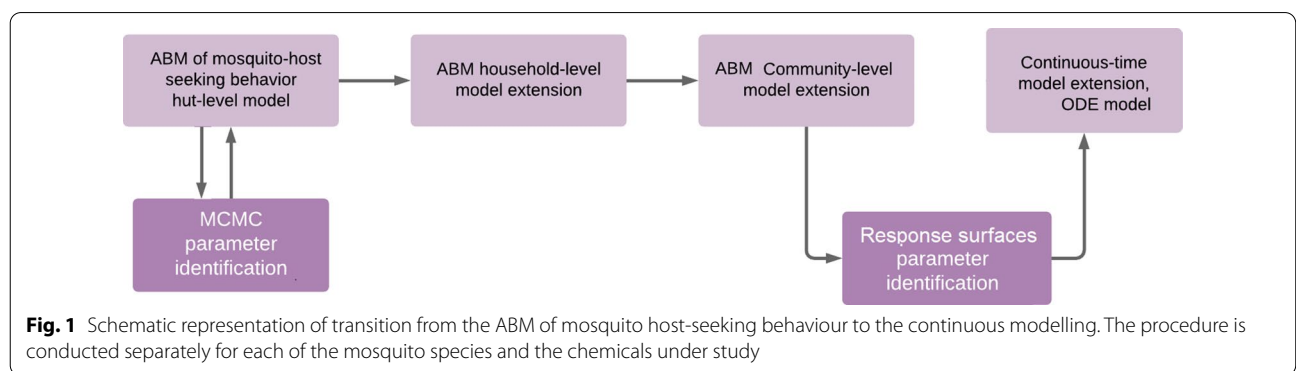 ABM of mosquito-host
seeking behavior
hut-level model
ABM household-level
model extension
ABM Community-level
model extension
Continuous-time
model extension,
ODE model
MCMC
parameter
identification
Response surfaces
parameter
identification
Fig. 1 Schematic representation of transition from the ABM of mosquito host-seeking behaviour to the continuous modelling. The procedure is
conducted separately for each of the mosquito species and the chemicals under study